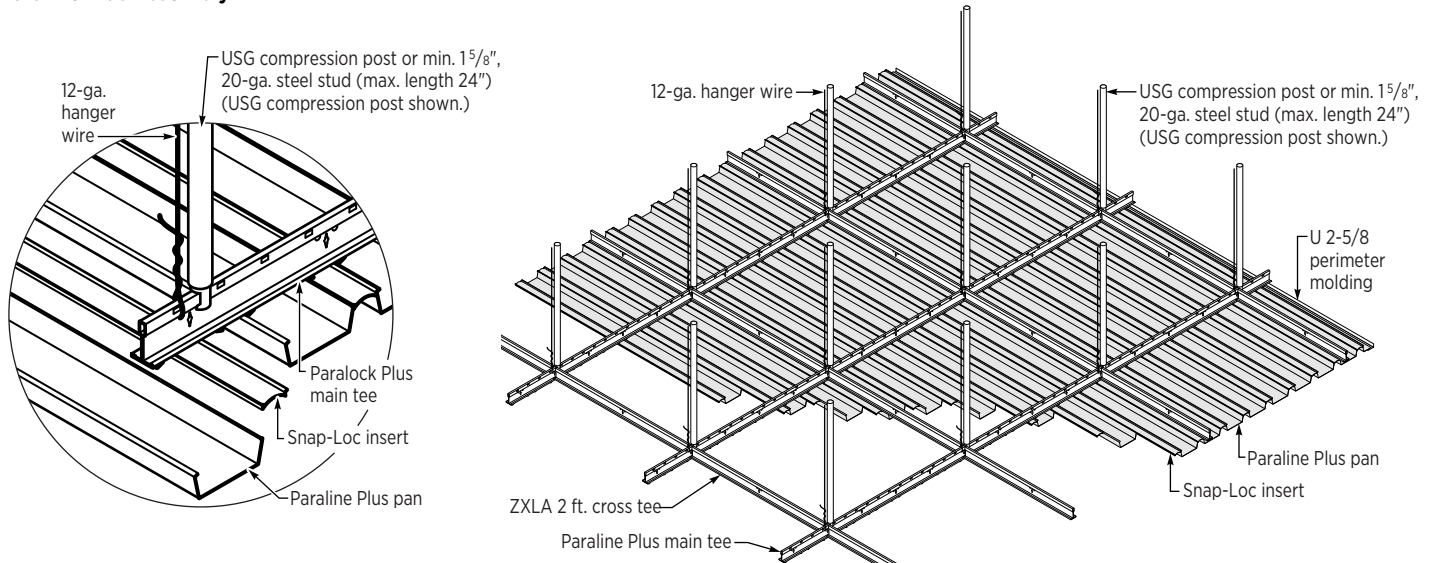 USG compression post or min. 1 5/8",
20-ga. steel stud (max. length 24")
(USG compression post shown.)
12-ga.
hanger
wire
Paralock Plus
main tee
Snap-Loc insert
Paraline Plus pan
12-ga. hanger wire
USG compression post or min. 1 5/8",
20-ga. steel stud (max. length 24")
(USG compression post shown.)
U 2-5/8
perimeter
molding
Paraline Plus pan
Snap-Loc insert
ZXLA 2 ft. cross tee
Paraline Plus main tee